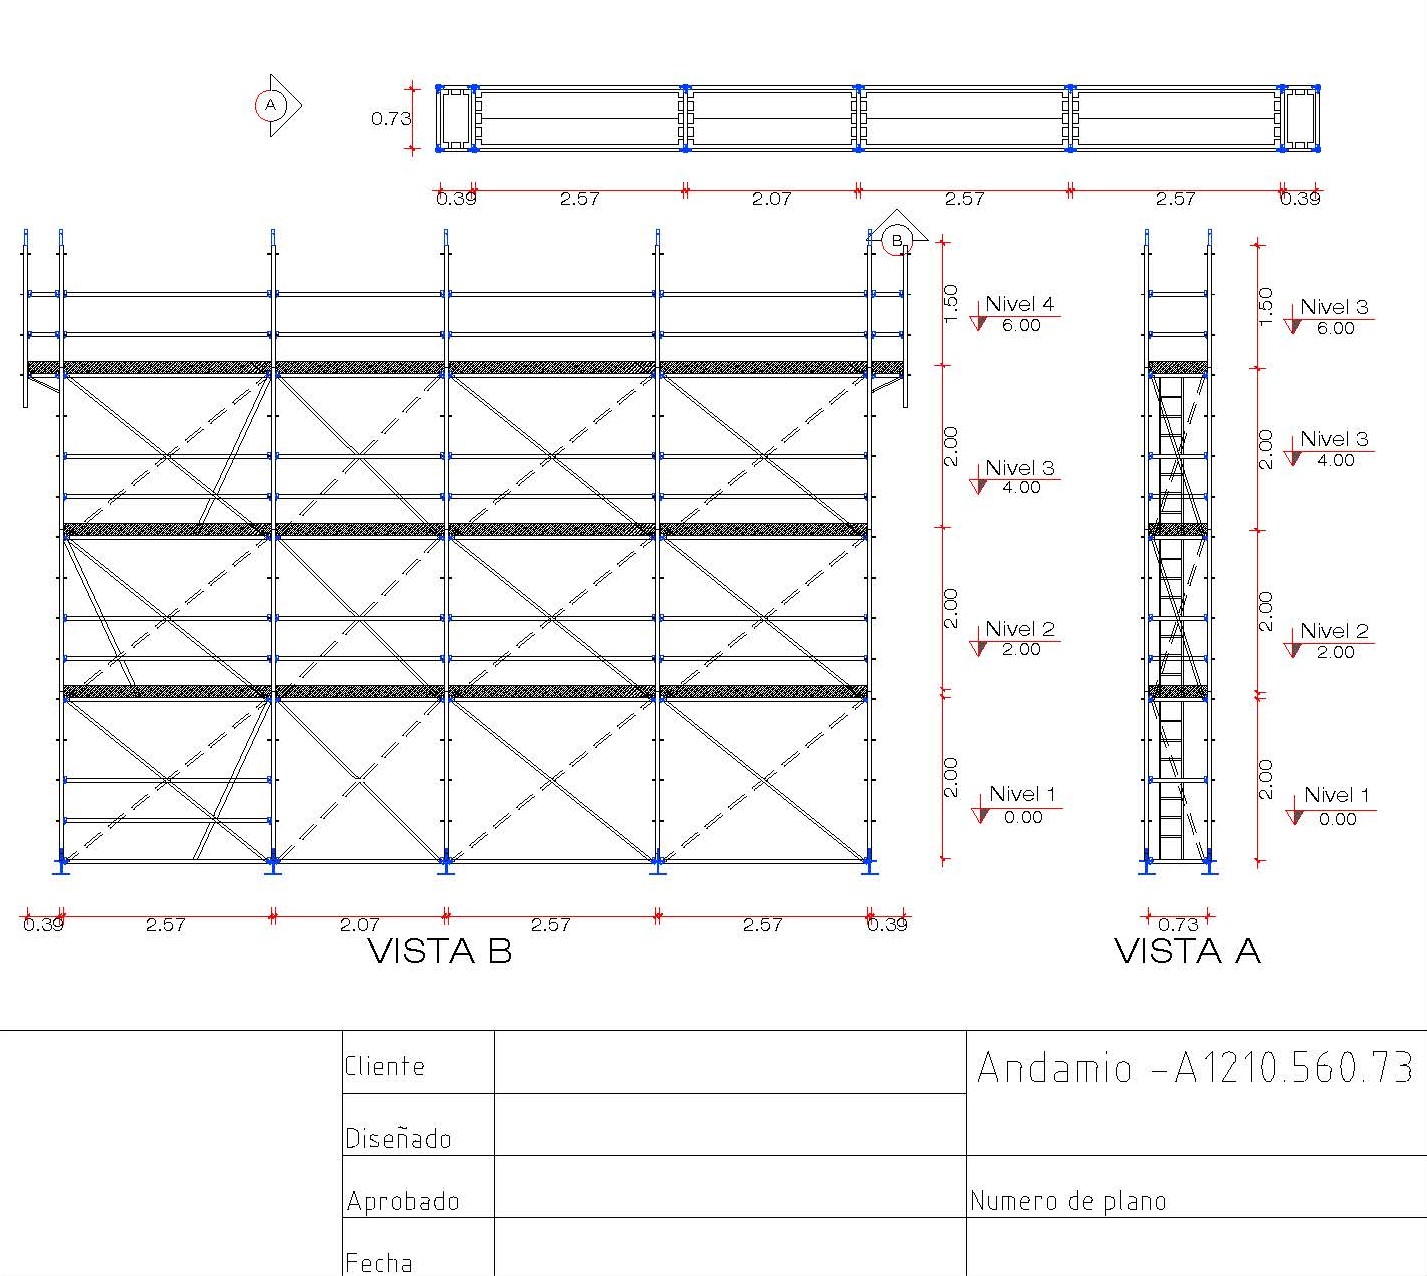 A
0.73
0.39 2.57 2.07 2.57 2.57 0.39
B
1.50
Nivel 4
6.00
2.00
Nivel 3
4.00
2.00
Nivel 2
2.00
2.00
Nivel 1
0.00
1.50
Nivel 3
6.00
2.00
Nivel 3
4.00
2.00
Nivel 2
2.00
2.00
Nivel 1
0.00
0.39 2.57 2.07 2.57 2.57 0.39
VISTA B
0.73
VISTA A
Cliente
Andamio -A1210.560.73
Diseñado
Aprobado
Numero de plano
Fecha